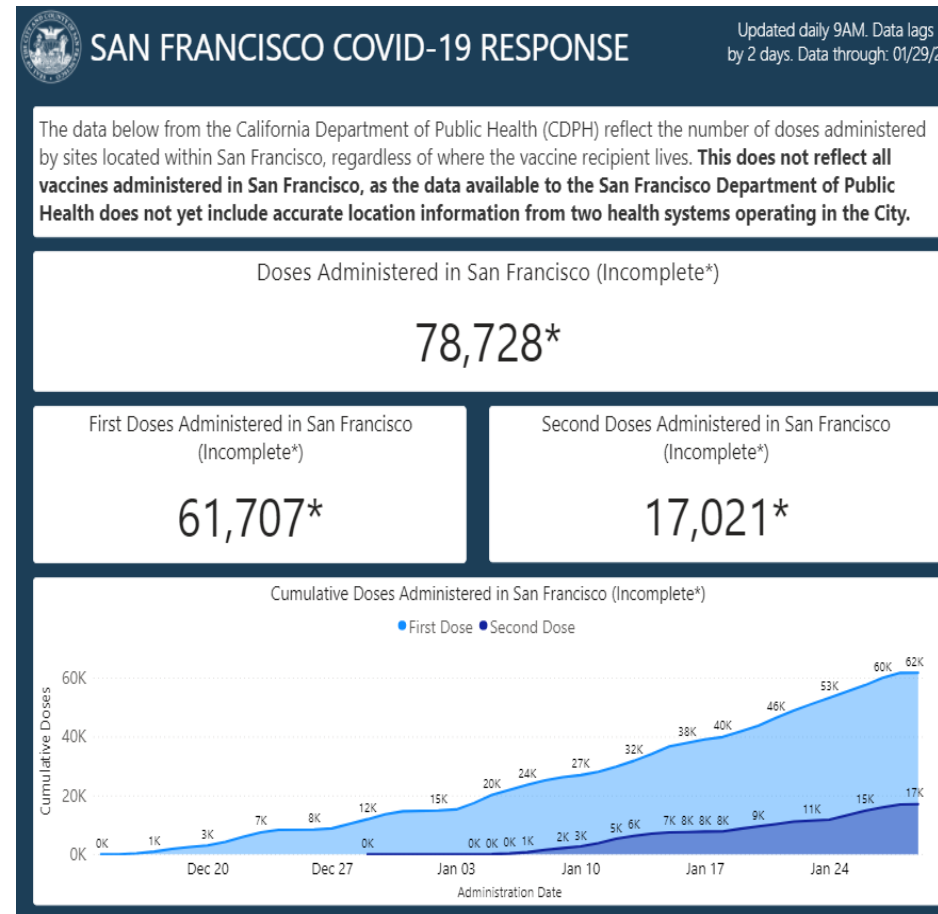 SAN FRANCISCO COVID-19 RESPONSE
Updated daily 9AM. Data lags
by 2 days. Data through: 01/29/2
The data below from the California Department of Public Health (CDPH) reflect the number of doses administered
by sites located within San Francisco, regardless of where the vaccine recipient lives. This does not reflect all
vaccines administered in San Francisco, as the data available to the San Francisco Department of Public
Health does not yet include accurate location information from two health systems operating in the City.
Doses Administered in San Francisco (Incomplete*)
78,728*
First Doses Administered in San Francisco
(Incomplete*)
61,707*
Second Doses Administered in San Francisco
(Incomplete*)
17,021*
Cumulative Doses Administered in San Francisco (Incomplete*)
First Dose Second Dose
Cumulative Doses
60K
40K
20K
0K
0K 1K 3K 7K 8K 12K 15K 20K 24K 27K 32K 38K 40K 46K 53K 60K 62K
0K 0K 0K 0K 1K 2K 3K 5K 6K 7K 8K 8K 8K 9K 11K 15K 17K
Dec 20 Dec 27 Jan 03 Jan 10 Jan 17 Jan 24
Administration Date